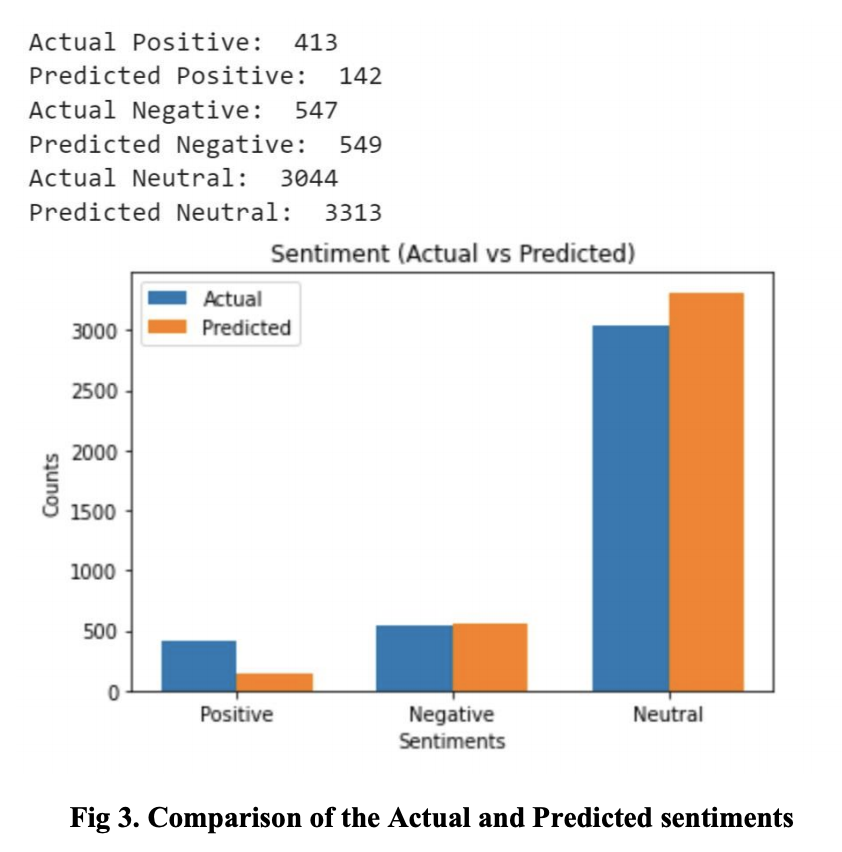 Actual Positive:  413
Predicted Positive:  142
Actual Negative:  547
Predicted Negative:  549
Actual Neutral:  3044
Predicted Neutral:  3313
Sentiment (Actual vs Predicted)
Actual
Predicted
3000
2500
2000
1500
1000
500
0
Counts
Positive Negative Neutral
Sentiments
Fig 3. Comparison of the Actual and Predicted sentiments